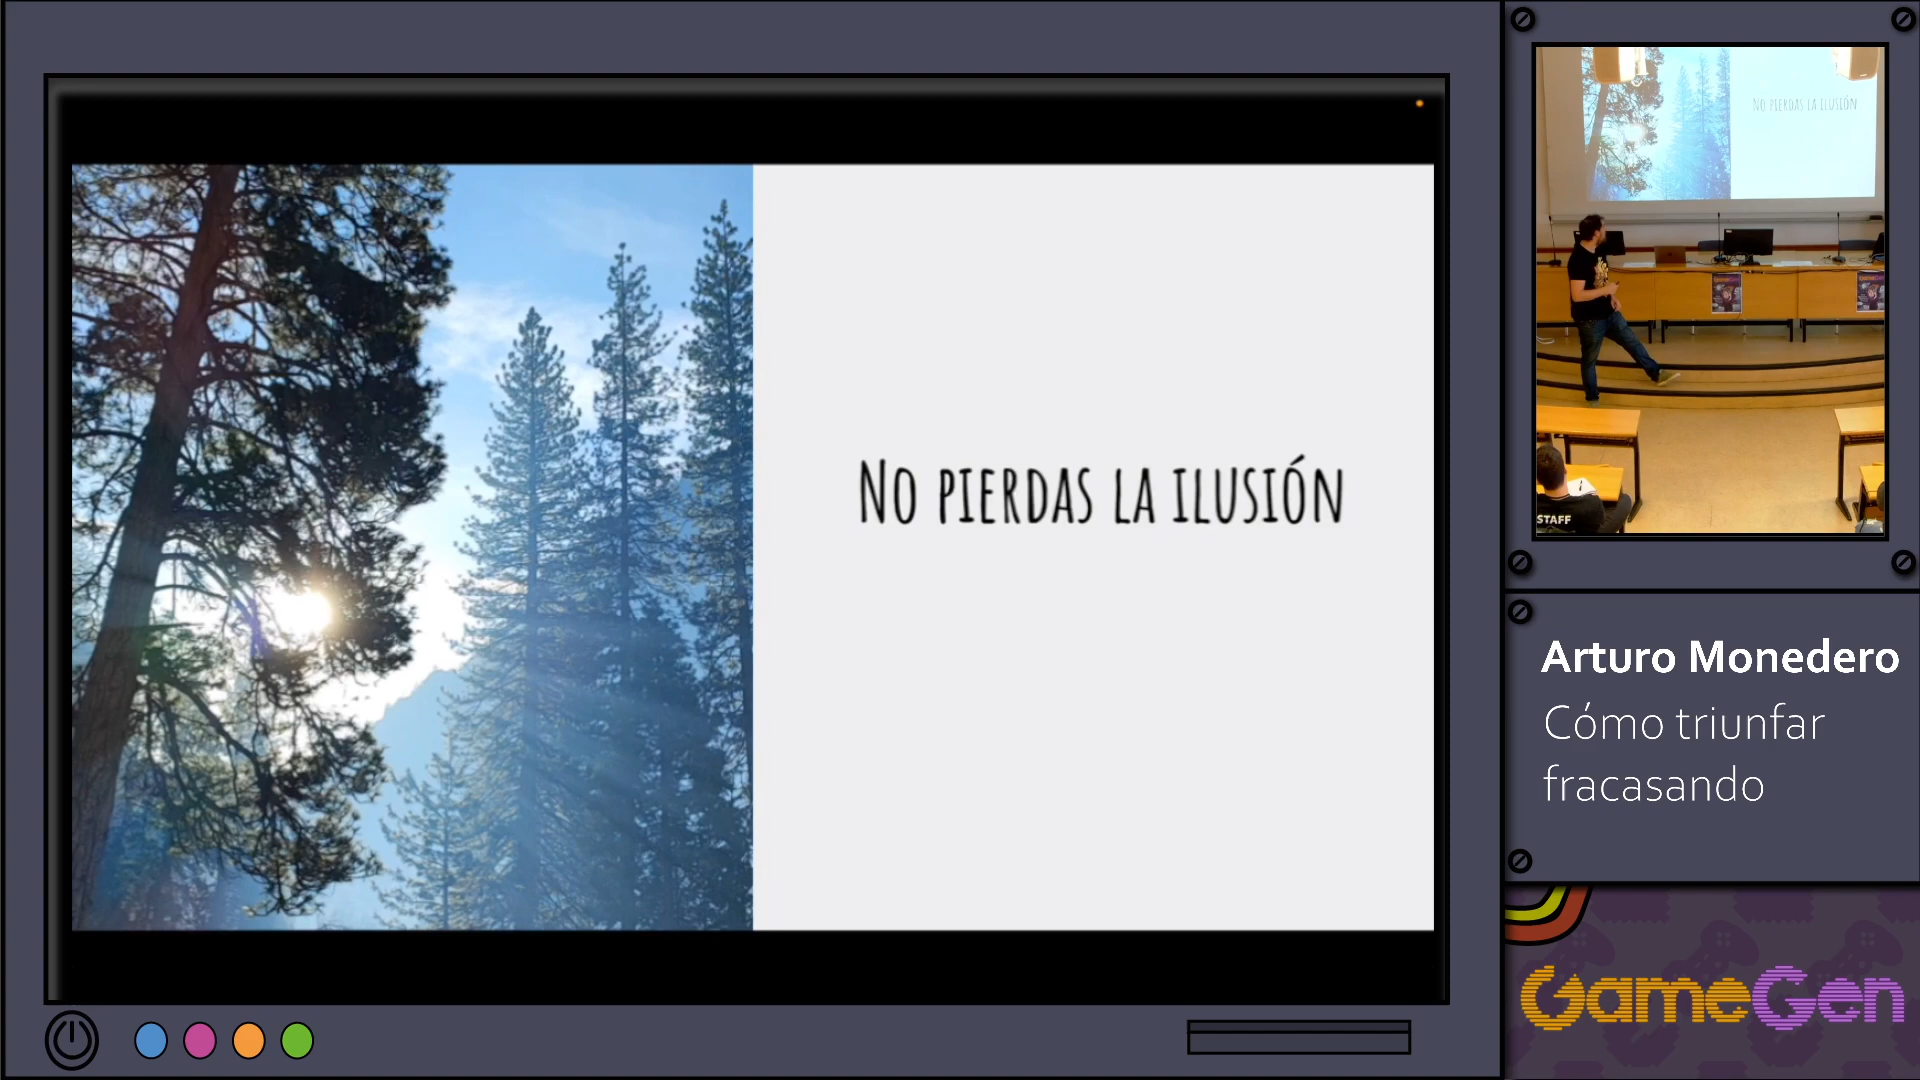 No pierdas la ilusión
No pierdas la ilusión
STAFF
Arturo Monedero
Cómo triunfar
fracasando
GameGen